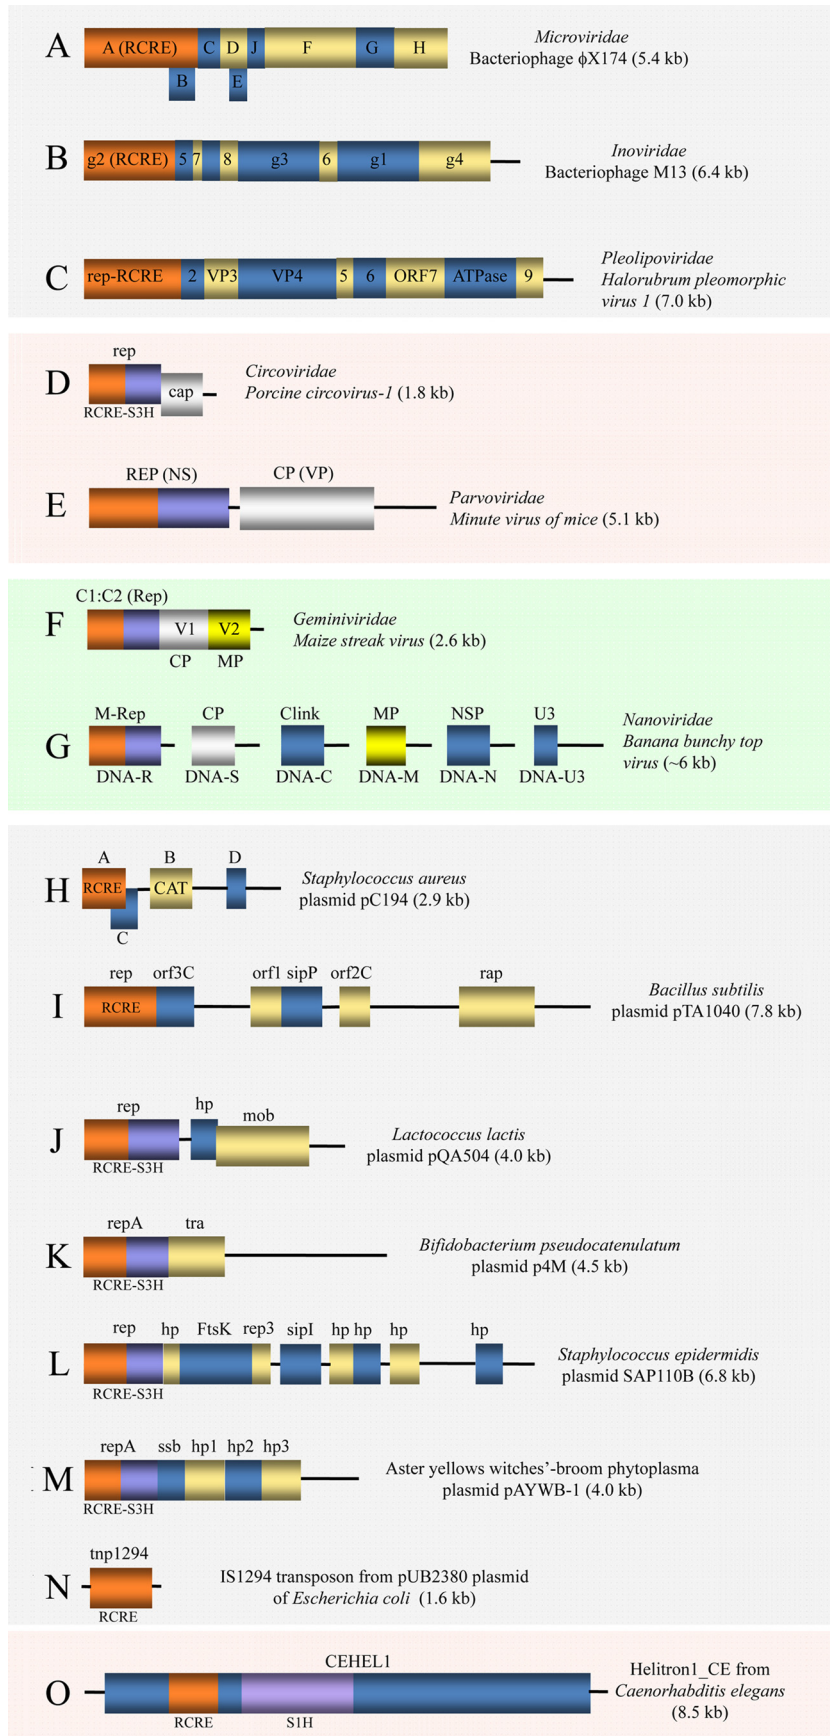 A
A (RCRE) C D J F G H
B E
Microviridae
Bacteriophage ϕX174 (5.4 kb)
B
g2 (RCRE) 5 7 8 g3 6 g1 g4
Inoviridae
Bacteriophage M13 (6.4 kb)
C
rep-RCRE 2 VP3 VP4 5 6 ORF7 ATPase 9
Pleolipoviridae
Halorubrum pleomorphic
virus 1 (7.0 kb)
D
rep
cap
RCRE-S3H
Circoviridae
Porcine circovirus-1 (1.8 kb)
E
REP (NS) CP (VP)
Parvoviridae
Minute virus of mice (5.1 kb)
F
C1:C2 (Rep)
V1 V2
CP MP
Geminiviridae
Maize streak virus (2.6 kb)
G
M-Rep CP Clink MP NSP U3
DNA-R DNA-S DNA-C DNA-M DNA-N DNA-U3
Nanoviridae
Banana bunchy top
virus (~6 kb)
H
A B D
RCRE CAT
C
Staphylococcus aureus
plasmid pC194 (2.9 kb)
I
rep orf3C orf1 sipP orf2C rap
RCRE
Bacillus subtilis
plasmid pTA1040 (7.8 kb)
J
rep hp mob
RCRE-S3H
Lactococcus lactis
plasmid pQA504 (4.0 kb)
K
repA tra
RCRE-S3H
Bifidobacterium pseudocatenulatum
plasmid p4M (4.5 kb)
L
rep hp FtsK rep3 sipI hp hp hp hp
RCRE-S3H
Staphylococcus epidermidis
plasmid SAP110B (6.8 kb)
M
repA ssb hp1 hp2 hp3
RCRE-S3H
Aster yellows witches’-broom phytoplasma
plasmid pAYWB-1 (4.0 kb)
N
tnp1294
RCRE
IS1294 transposon from pUB2380 plasmid
of Escherichia coli (1.6 kb)
O
CEHEL1
RCRE S1H
Helitron1_CE from
Caenorhabditis elegans
(8.5 kb)